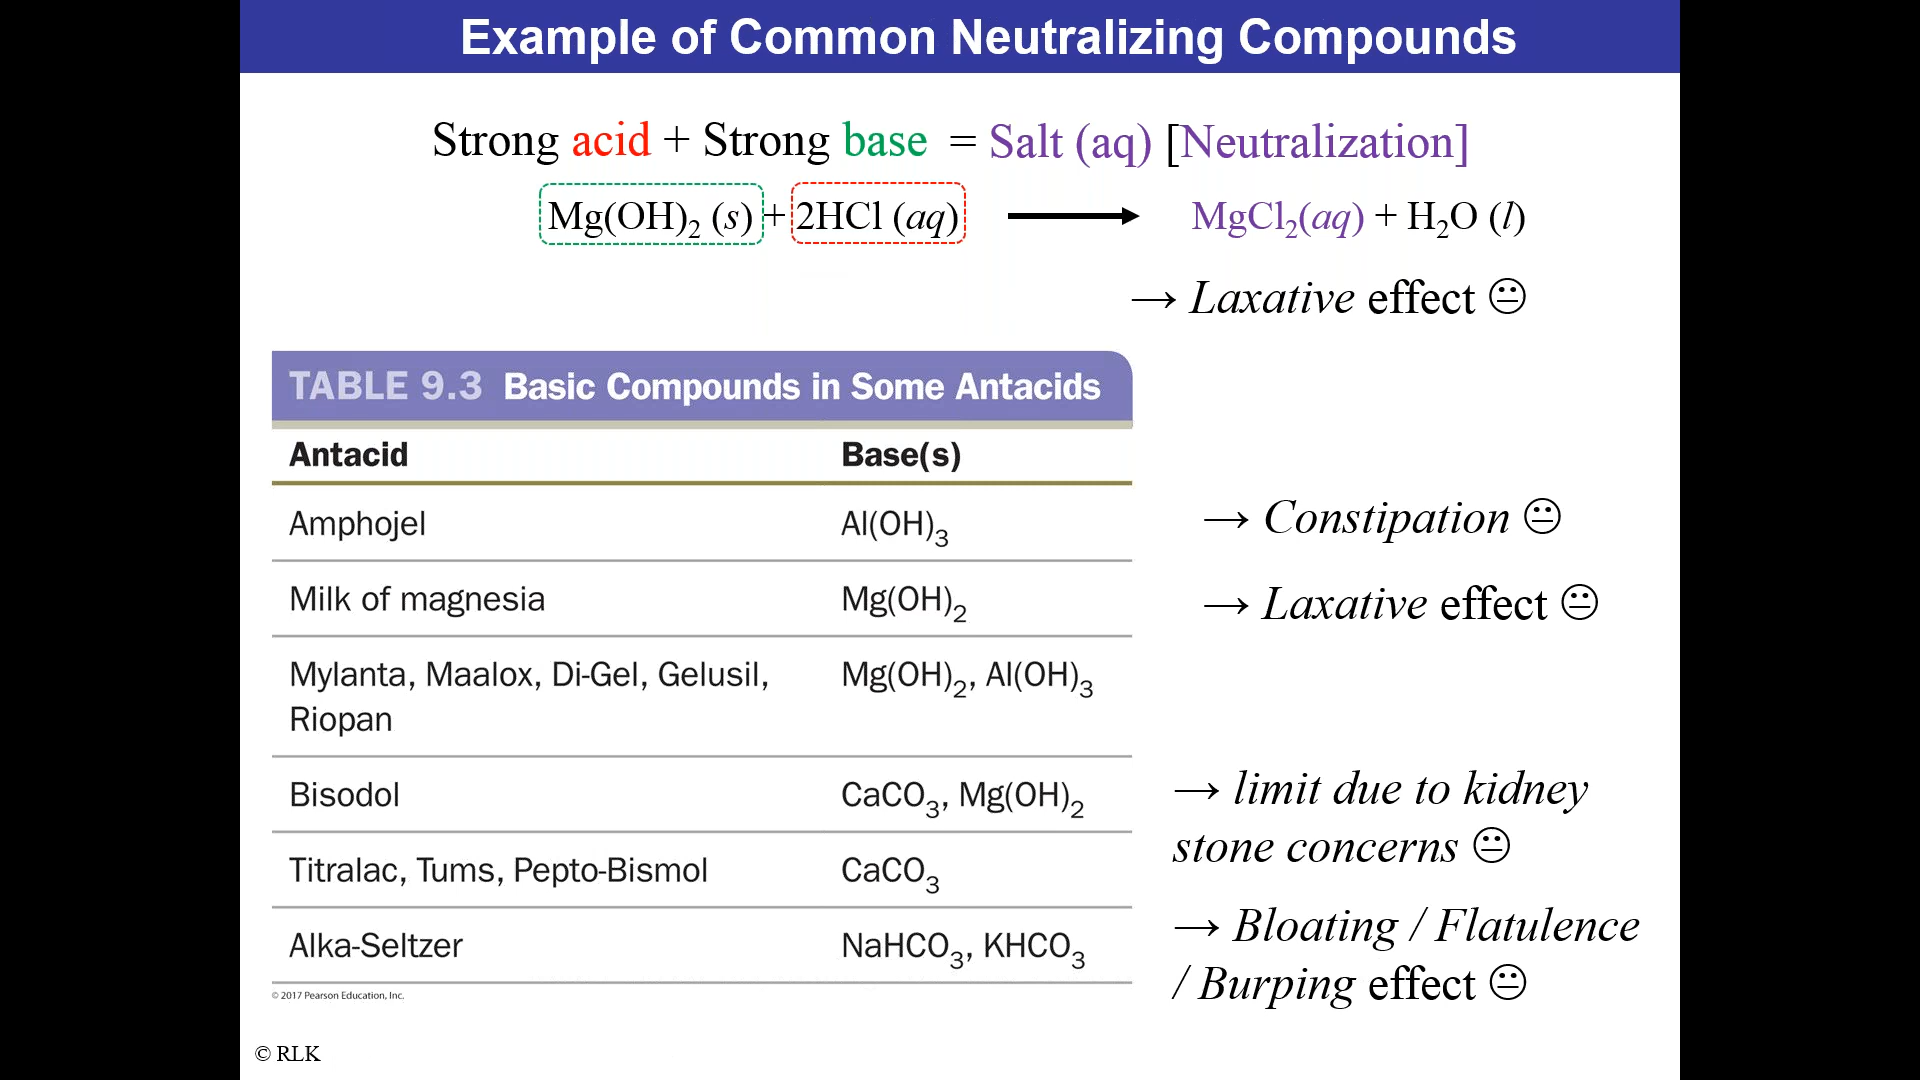 Example of Common Neutralizing Compounds
Strong acid + Strong base = Salt (aq) [Neutralization]
Mg(OH)₂ (s) + 2HCl (aq) ⟶ MgCl₂(aq) + H₂O (l)
→ Laxative effect 😐
TABLE 9.3 Basic Compounds in Some Antacids
Antacid Base(s)
Amphojel Al(OH)₃ → Constipation 😐
Milk of magnesia Mg(OH)₂ → Laxative effect 😐
Mylanta, Maalox, Di-Gel, Gelusil, Mg(OH)₂, Al(OH)₃
Riopan
Bisodol CaCO₃, Mg(OH)₂ → limit due to kidney
stone concerns 😐
Titralac, Tums, Pepto-Bismol CaCO₃
Alka-Seltzer NaHCO₃, KHCO₃ → Bloating / Flatulence
/ Burping effect 😐
© 2017 Pearson Education, Inc.
© RLK